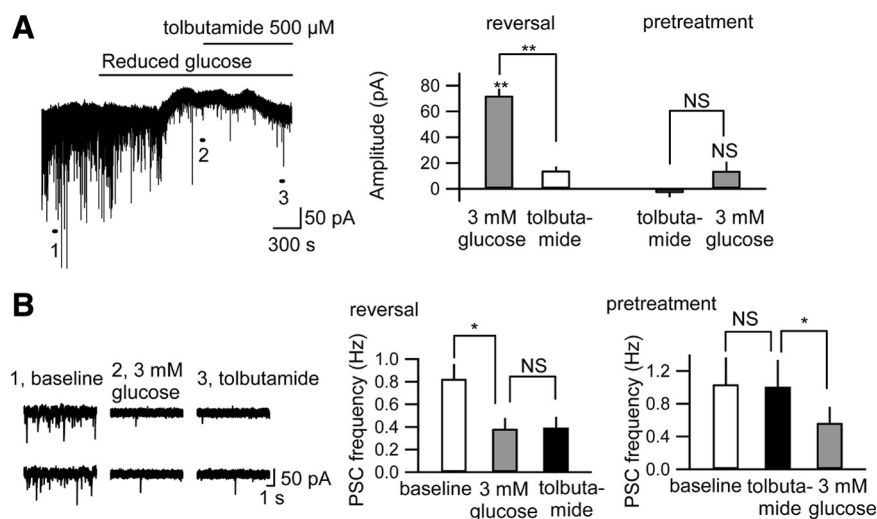 A
tolbutamide 500 µM
Reduced glucose
1
2
3
50 pA
300 s
reversal
pretreatment
Amplitude (pA)
80
60
40
20
0
**
**
NS
NS
3 mM
glucose
tolbuta-
mide
tolbuta-
mide
3 mM
glucose
B
1, baseline
2, 3 mM
glucose
3, tolbutamide
50 pA
1 s
reversal
PSC frequency (Hz)
1.0
0.8
0.6
0.4
0.2
0.0
*
NS
baseline
3 mM
glucose
tolbuta-
mide
pretreatment
PSC frequency (Hz)
1.2
0.8
0.4
0.0
NS
*
baseline
tolbuta-
mide
3 mM
glucose